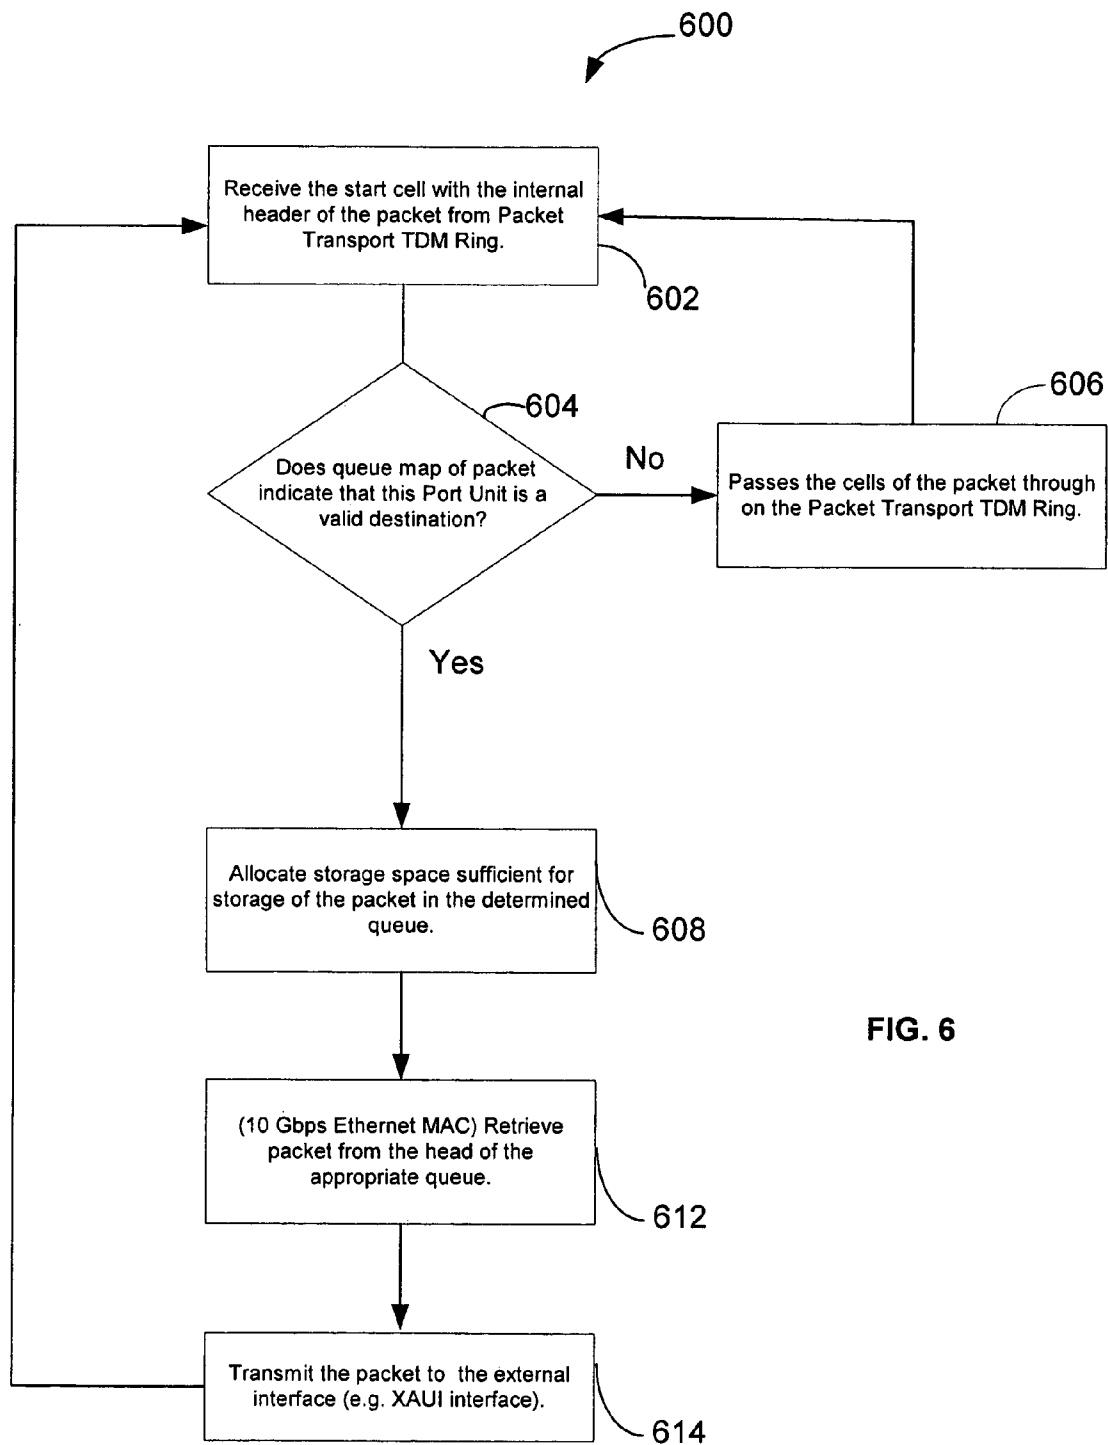 600
Receive the start cell with the internal
header of the packet from Packet
Transport TDM Ring.
602
604
Does queue map of packet
indicate that this Port Unit is a
valid destination?
No
606
Passes the cells of the packet through
on the Packet Transport TDM Ring.
Yes
Allocate storage space sufficient for
storage of the packet in the determined
queue.
608
FIG. 6
(10 Gbps Ethernet MAC) Retrieve
packet from the head of the
appropriate queue.
612
Transmit the packet to the external
interface (e.g. XAUI interface).
614